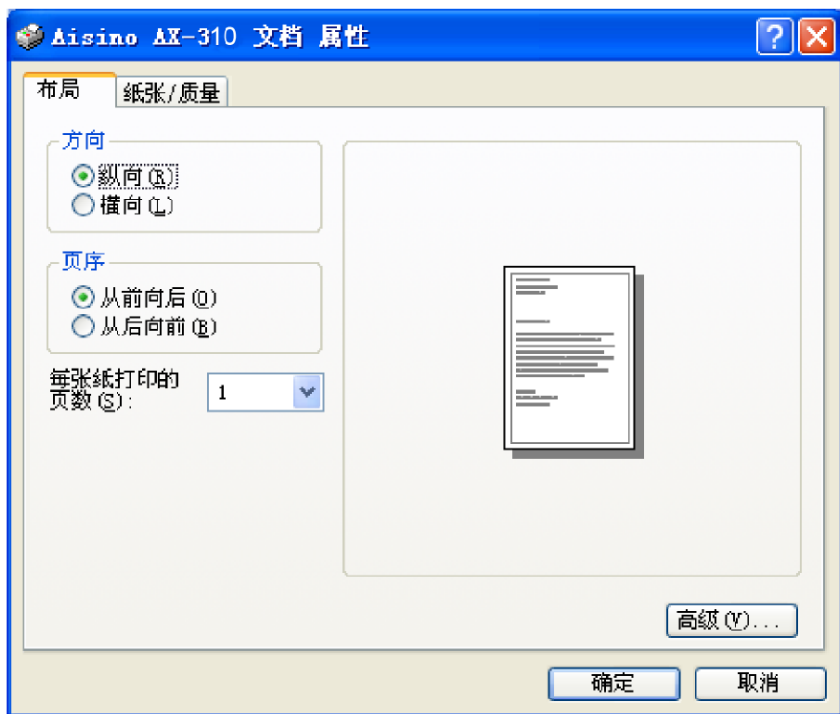 Aisino AX-310 文档 属性
布局
纸张/质量
方向
纵向(R)
横向(L)
页序
从前向后(O)
从后向前(B)
每张纸打印的
页数(S):
1
高级(V)...
确定
取消